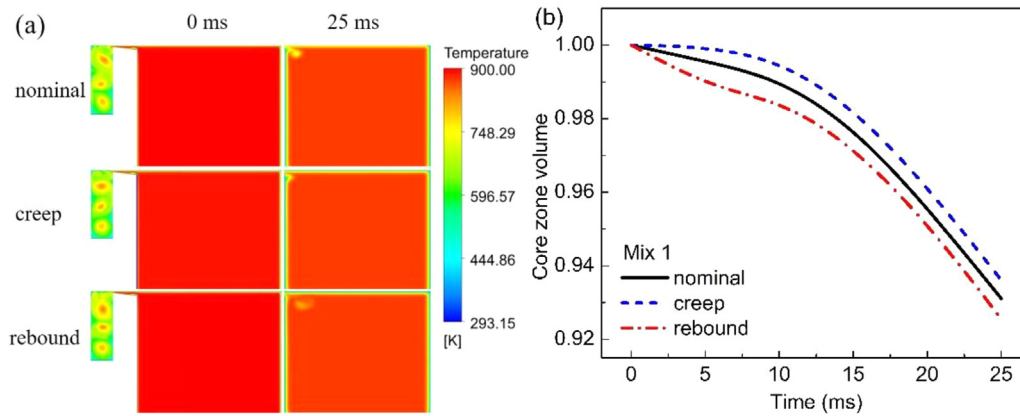 (a)
0 ms
25 ms
nominal
creep
rebound
Temperature
900.00
748.29
596.57
444.86
293.15
[K]
(b)
Core zone volume
1.00
0.98
0.96
0.94
0.92
Mix 1
nominal
creep
rebound
0
5
10
15
20
25
Time (ms)